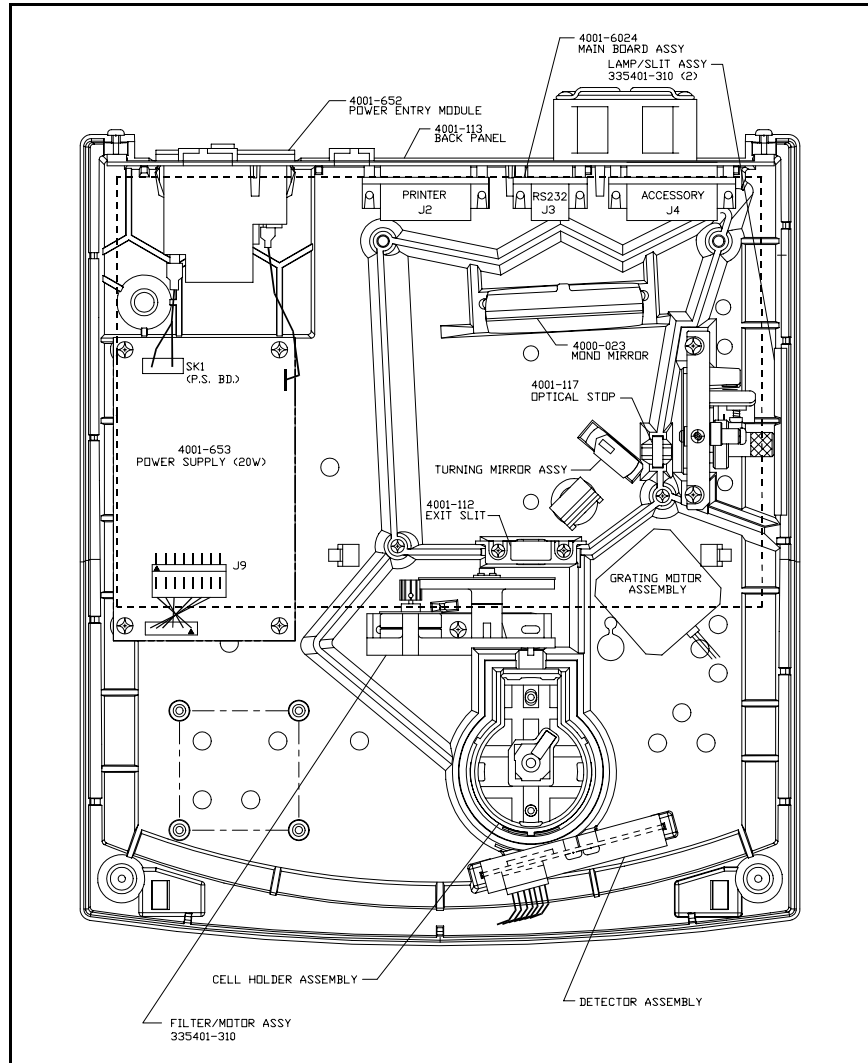 4001-6024
MAIN BOARD ASSY
LAMP/SLIT ASSY
335401-310 (2)
4001-652
POWER ENTRY MODULE
4001-113
BACK PANEL
PRINTER
J2
RS232
J3
ACCESSORY
J4
4000-023
MONO MIRROR
SK1
(P.S. BD.)
4001-117
OPTICAL STOP
4001-653
POWER SUPPLY (20W)
TURNING MIRROR ASSY
4001-112
EXIT SLIT
J9
GRATING MOTOR
ASSEMBLY
CELL HOLDER ASSEMBLY
DETECTOR ASSEMBLY
FILTER/MOTOR ASSY
335401-310